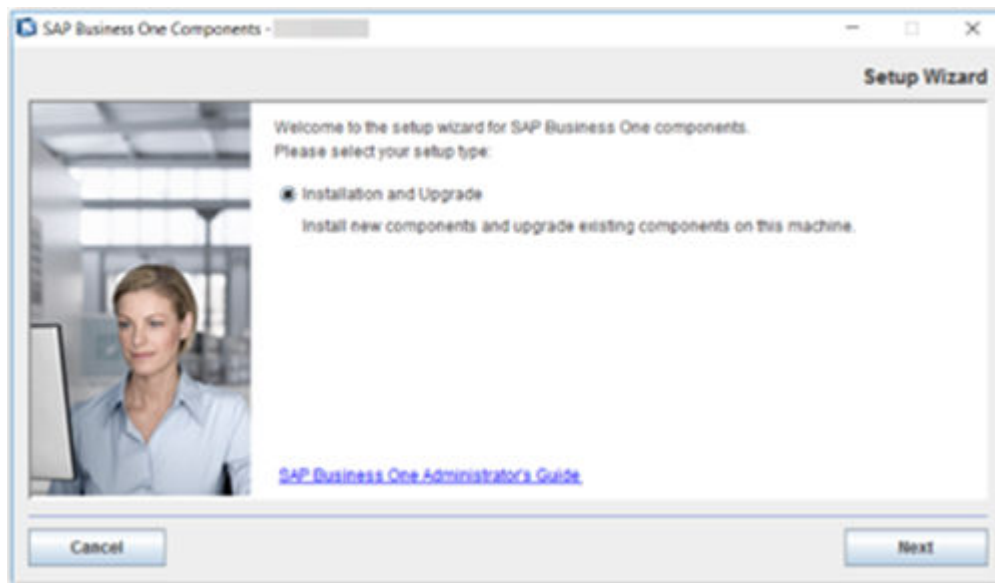 SAP Business One Components -
Setup Wizard
Welcome to the setup wizard for SAP Business One components.
Please select your setup type:
Installation and Upgrade
Install new components and upgrade existing components on this machine.
SAP Business One Administrator's Guide
Cancel
Next